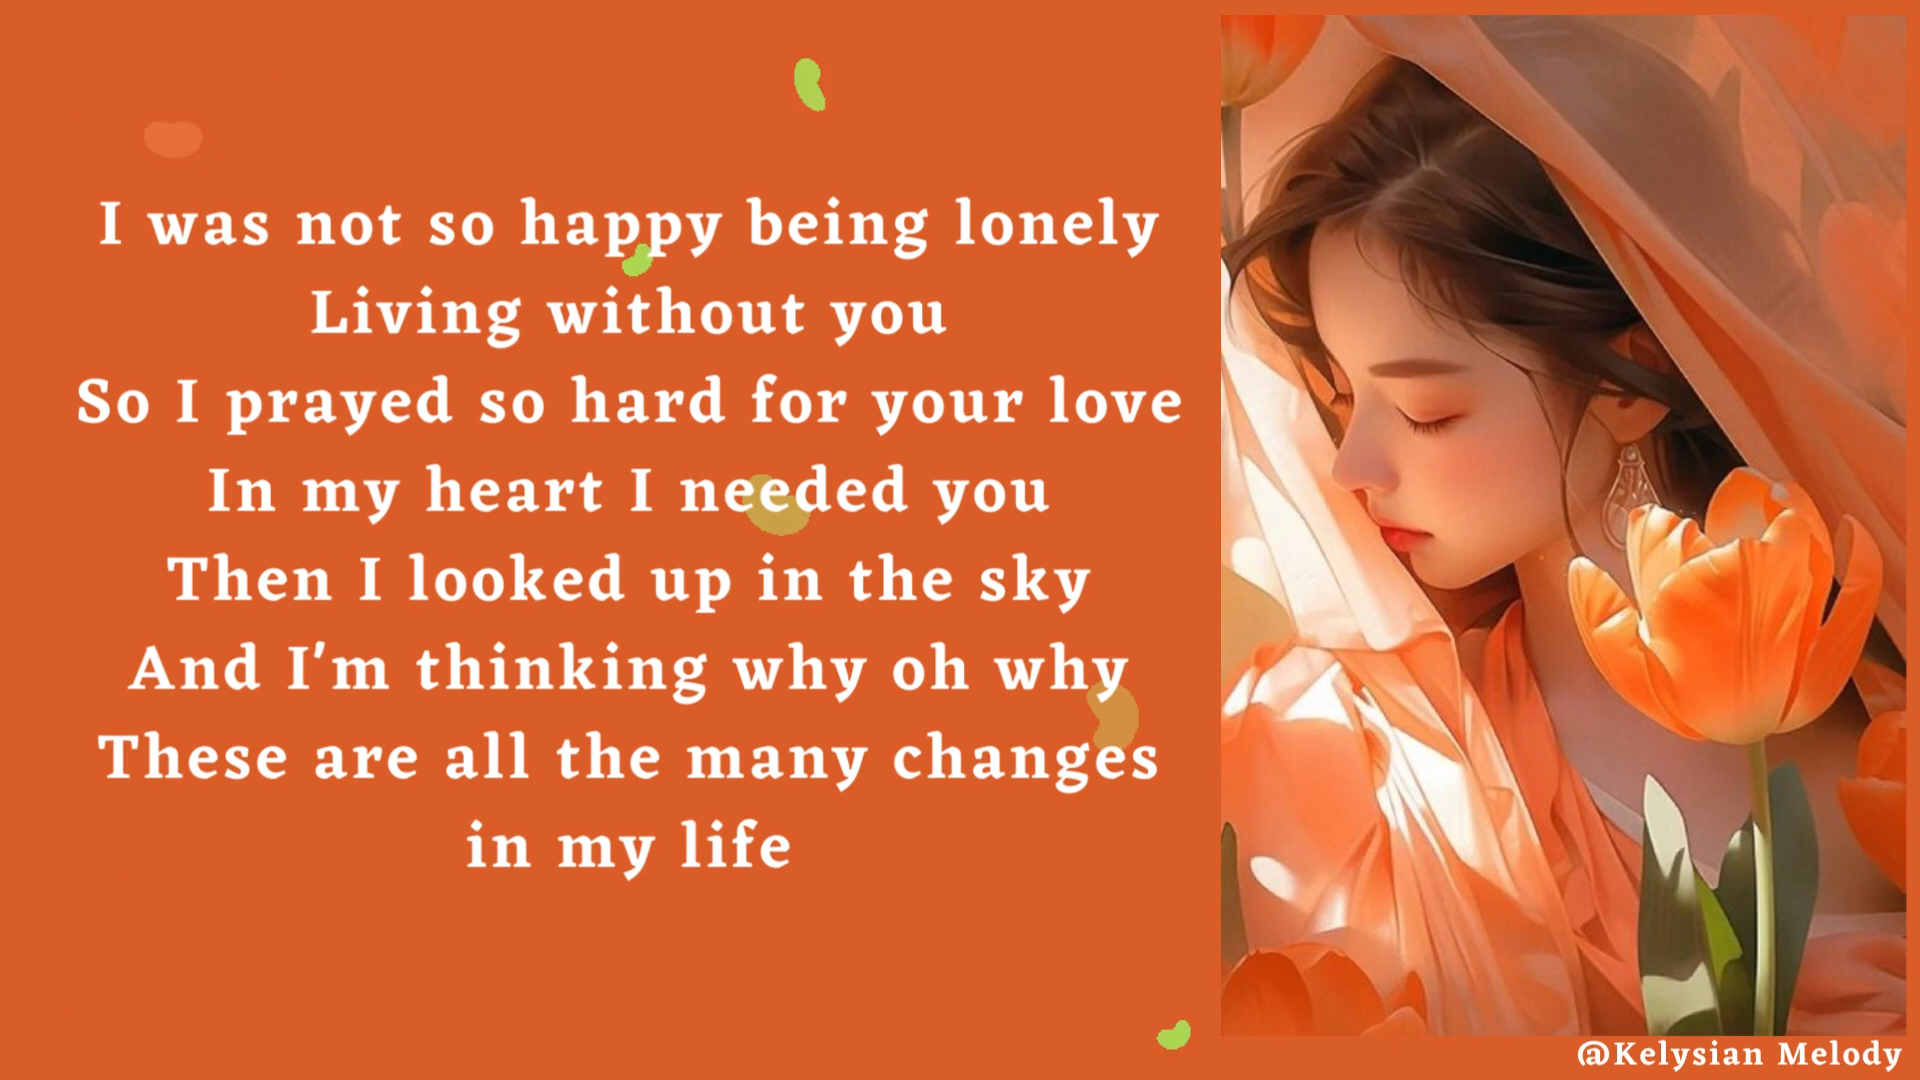 I was not so happy being lonely
Living without you
So I prayed so hard for your love
In my heart I needed you
Then I looked up in the sky
And I'm thinking why oh why
These are all the many changes
in my life
@Kelysian Melody